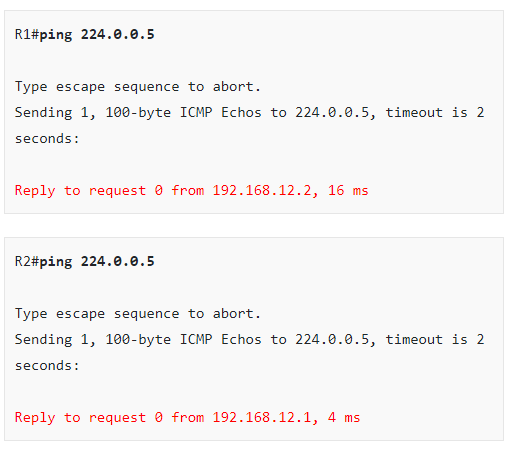 R1#ping 224.0.0.5
Type escape sequence to abort.
Sending 1, 100-byte ICMP Echos to 224.0.0.5, timeout is 2
seconds:
Reply to request 0 from 192.168.12.2, 16 ms
R2#ping 224.0.0.5
Type escape sequence to abort.
Sending 1, 100-byte ICMP Echos to 224.0.0.5, timeout is 2
seconds:
Reply to request 0 from 192.168.12.1, 4 ms